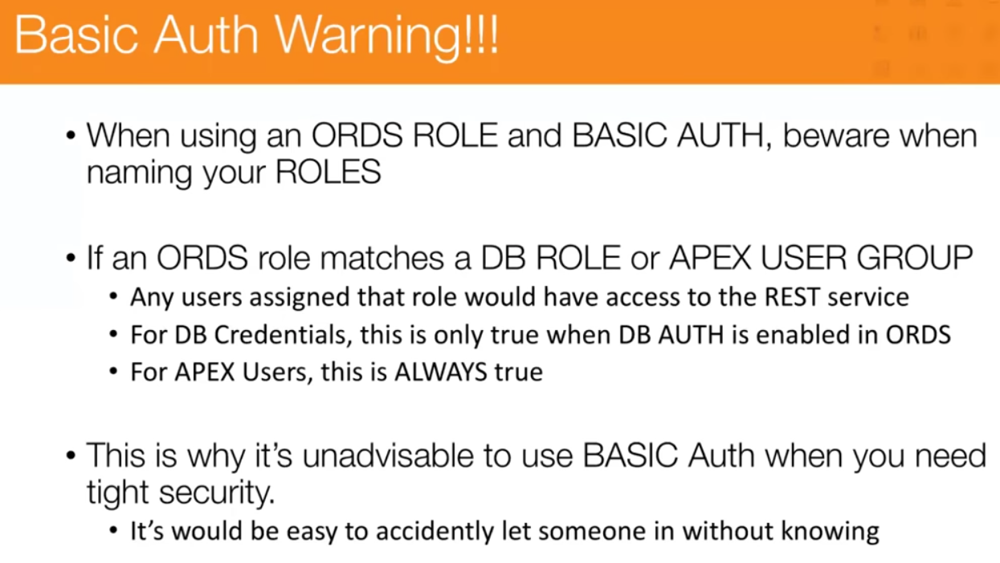 Basic Auth Warning!!!
• When using an ORDS ROLE and BASIC AUTH, beware when
naming your ROLES
• If an ORDS role matches a DB ROLE or APEX USER GROUP
• Any users assigned that role would have access to the REST service
• For DB Credentials, this is only true when DB AUTH is enabled in ORDS
• For APEX Users, this is ALWAYS true
• This is why it’s unadvisable to use BASIC Auth when you need
tight security.
• It’s would be easy to accidently let someone in without knowing